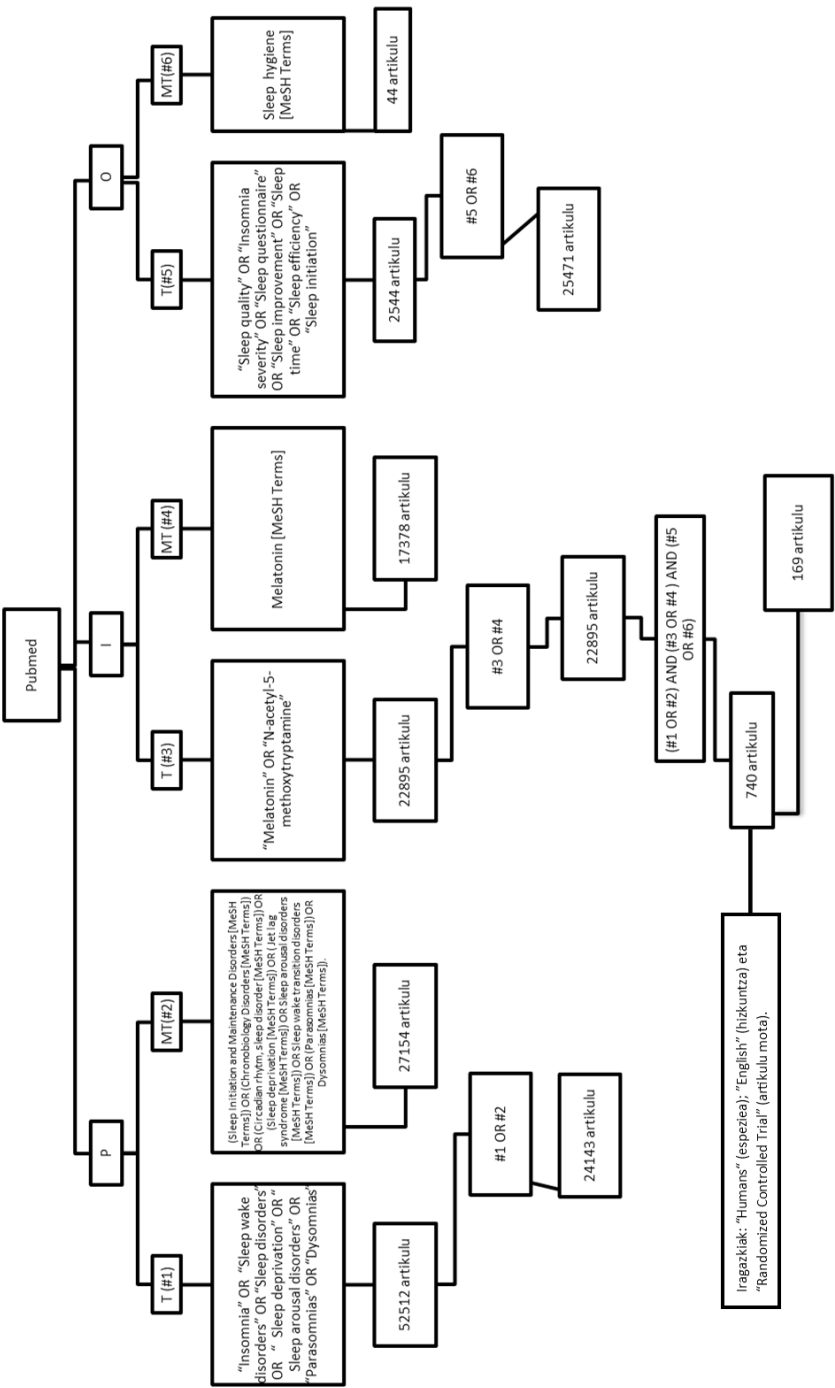 Pubmed
P
I
O
T (#1)
MT(#2)
T (#3)
MT (#4)
T(#5)
MT(#6)
“Insomnia” OR “Sleep wake
disorders” OR “Sleep disorders”
OR “ Sleep deprivation” OR “
Sleep arousal disorders” OR
“Parasomnias” OR “Dysomnias”
52512 artikulu
(Sleep Initiation and Maintenance Disorders [MeSH
Terms]) OR (Chronobiology Disorders [MeSH Terms])
OR (Circadian rhytm, sleep disorder [MeSH Terms]) OR
(Sleep deprivation [MeSH Terms]) OR ( Jet lag
syndrome [MeSH Terms]) OR Sleep arousal disorders
[MeSH Terms]) OR Sleep wake transition disorders
[MeSH Terms]) OR (Parasomnias [MeSH Terms]) OR
Dysomnias [MeSH Terms]).
27154 artikulu
#1 OR #2
24143 artikulu
“Melatonin” OR “N-acetyl-5-
methoxytryptamine”
22895 artikulu
Melatonin [MeSH Terms]
17378 artikulu
#3 OR #4
22895 artikulu
“Sleep quality” OR “Insomnia
severity” OR “Sleep questionnaire”
OR “Sleep improvement” OR “Sleep
time” OR “Sleep efficiency” OR
“Sleep initiation”
2544 artikulu
Sleep hygiene
[MeSH Terms]
44 artikulu
#5 OR #6
25471 artikulu
(#1 OR #2) AND (#3 OR #4 ) AND (#5
OR #6)
740 artikulu
169 artikulu
Iragazkiak: “Humans“ (espeziea); ”English” (hizkuntza) eta
“Randomized Controlled Trial” (artikulu mota).